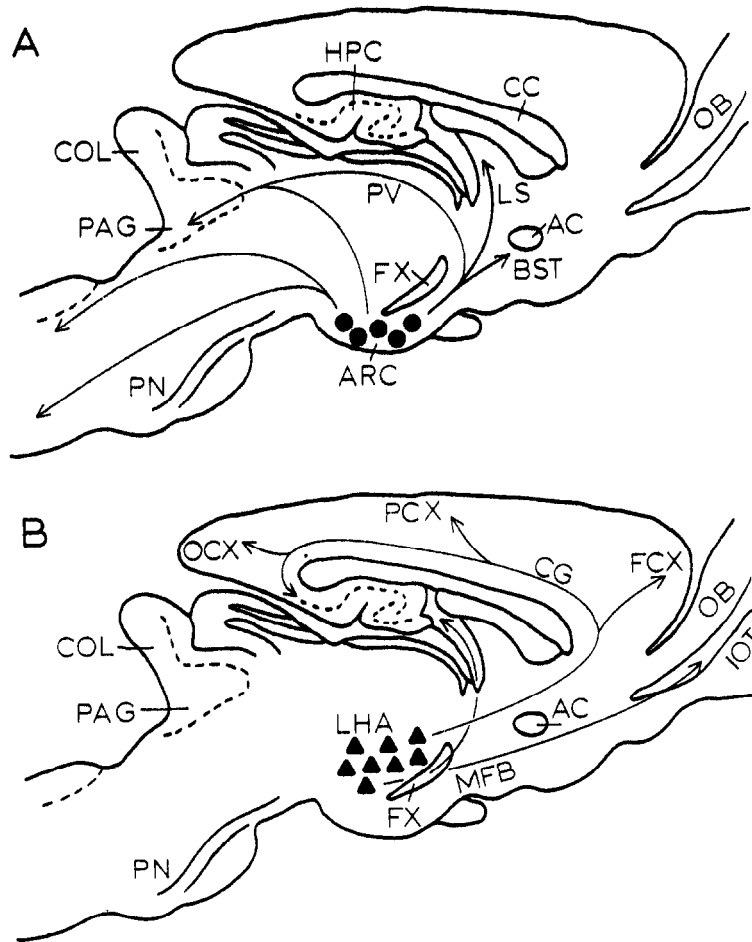 A
HPC
CC
OB
COL
PV
LS
PAG
AC
FX
BST
PN
ARC
B
PCX
OCX
CG
FCX
OB
COL
IOT
PAG
LHA
AC
MFB
FX
PN